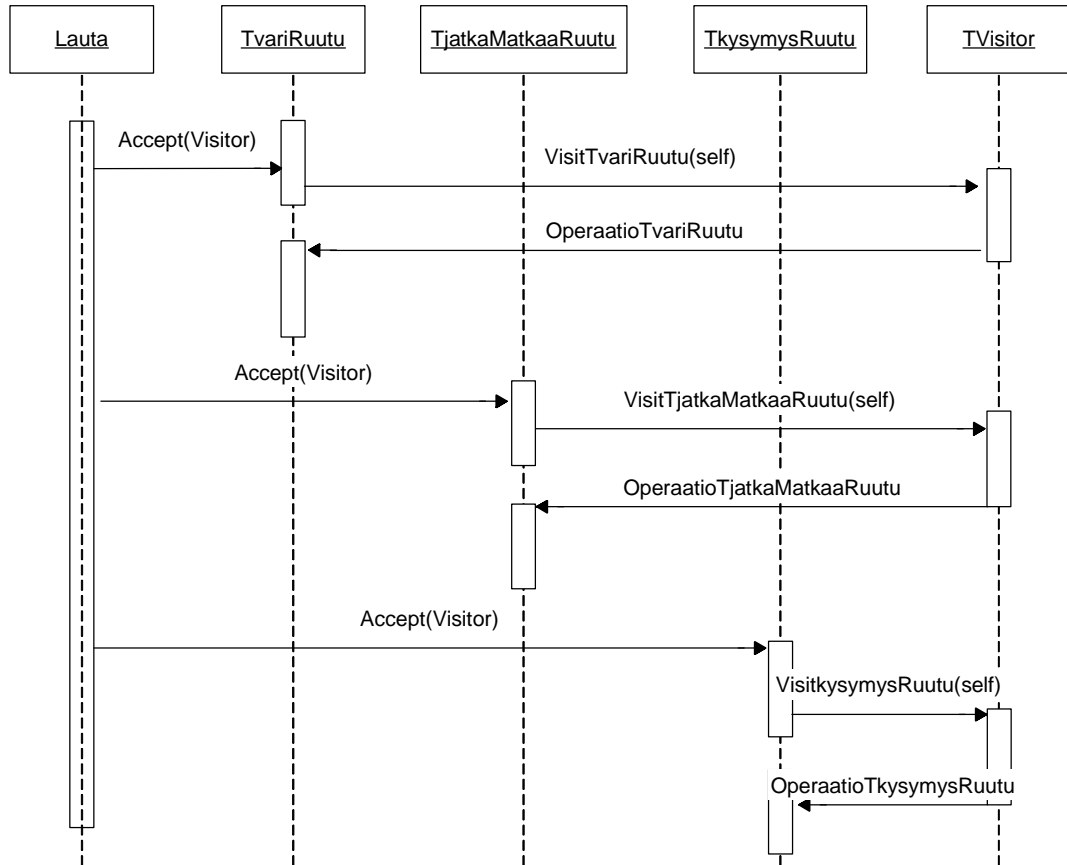 Lauta
TvariRuutu
TjatkaMatkaaRuutu
TkysymysRuutu
TVisitor
Accept(Visitor)
VisitTvariRuutu(self)
OperaatioTvariRuutu
Accept(Visitor)
VisitTjatkaMatkaaRuutu(self)
OperaatioTjatkaMatkaaRuutu
Accept(Visitor)
VisitkysymysRuutu(self)
OperaatioTkysymysRuutu